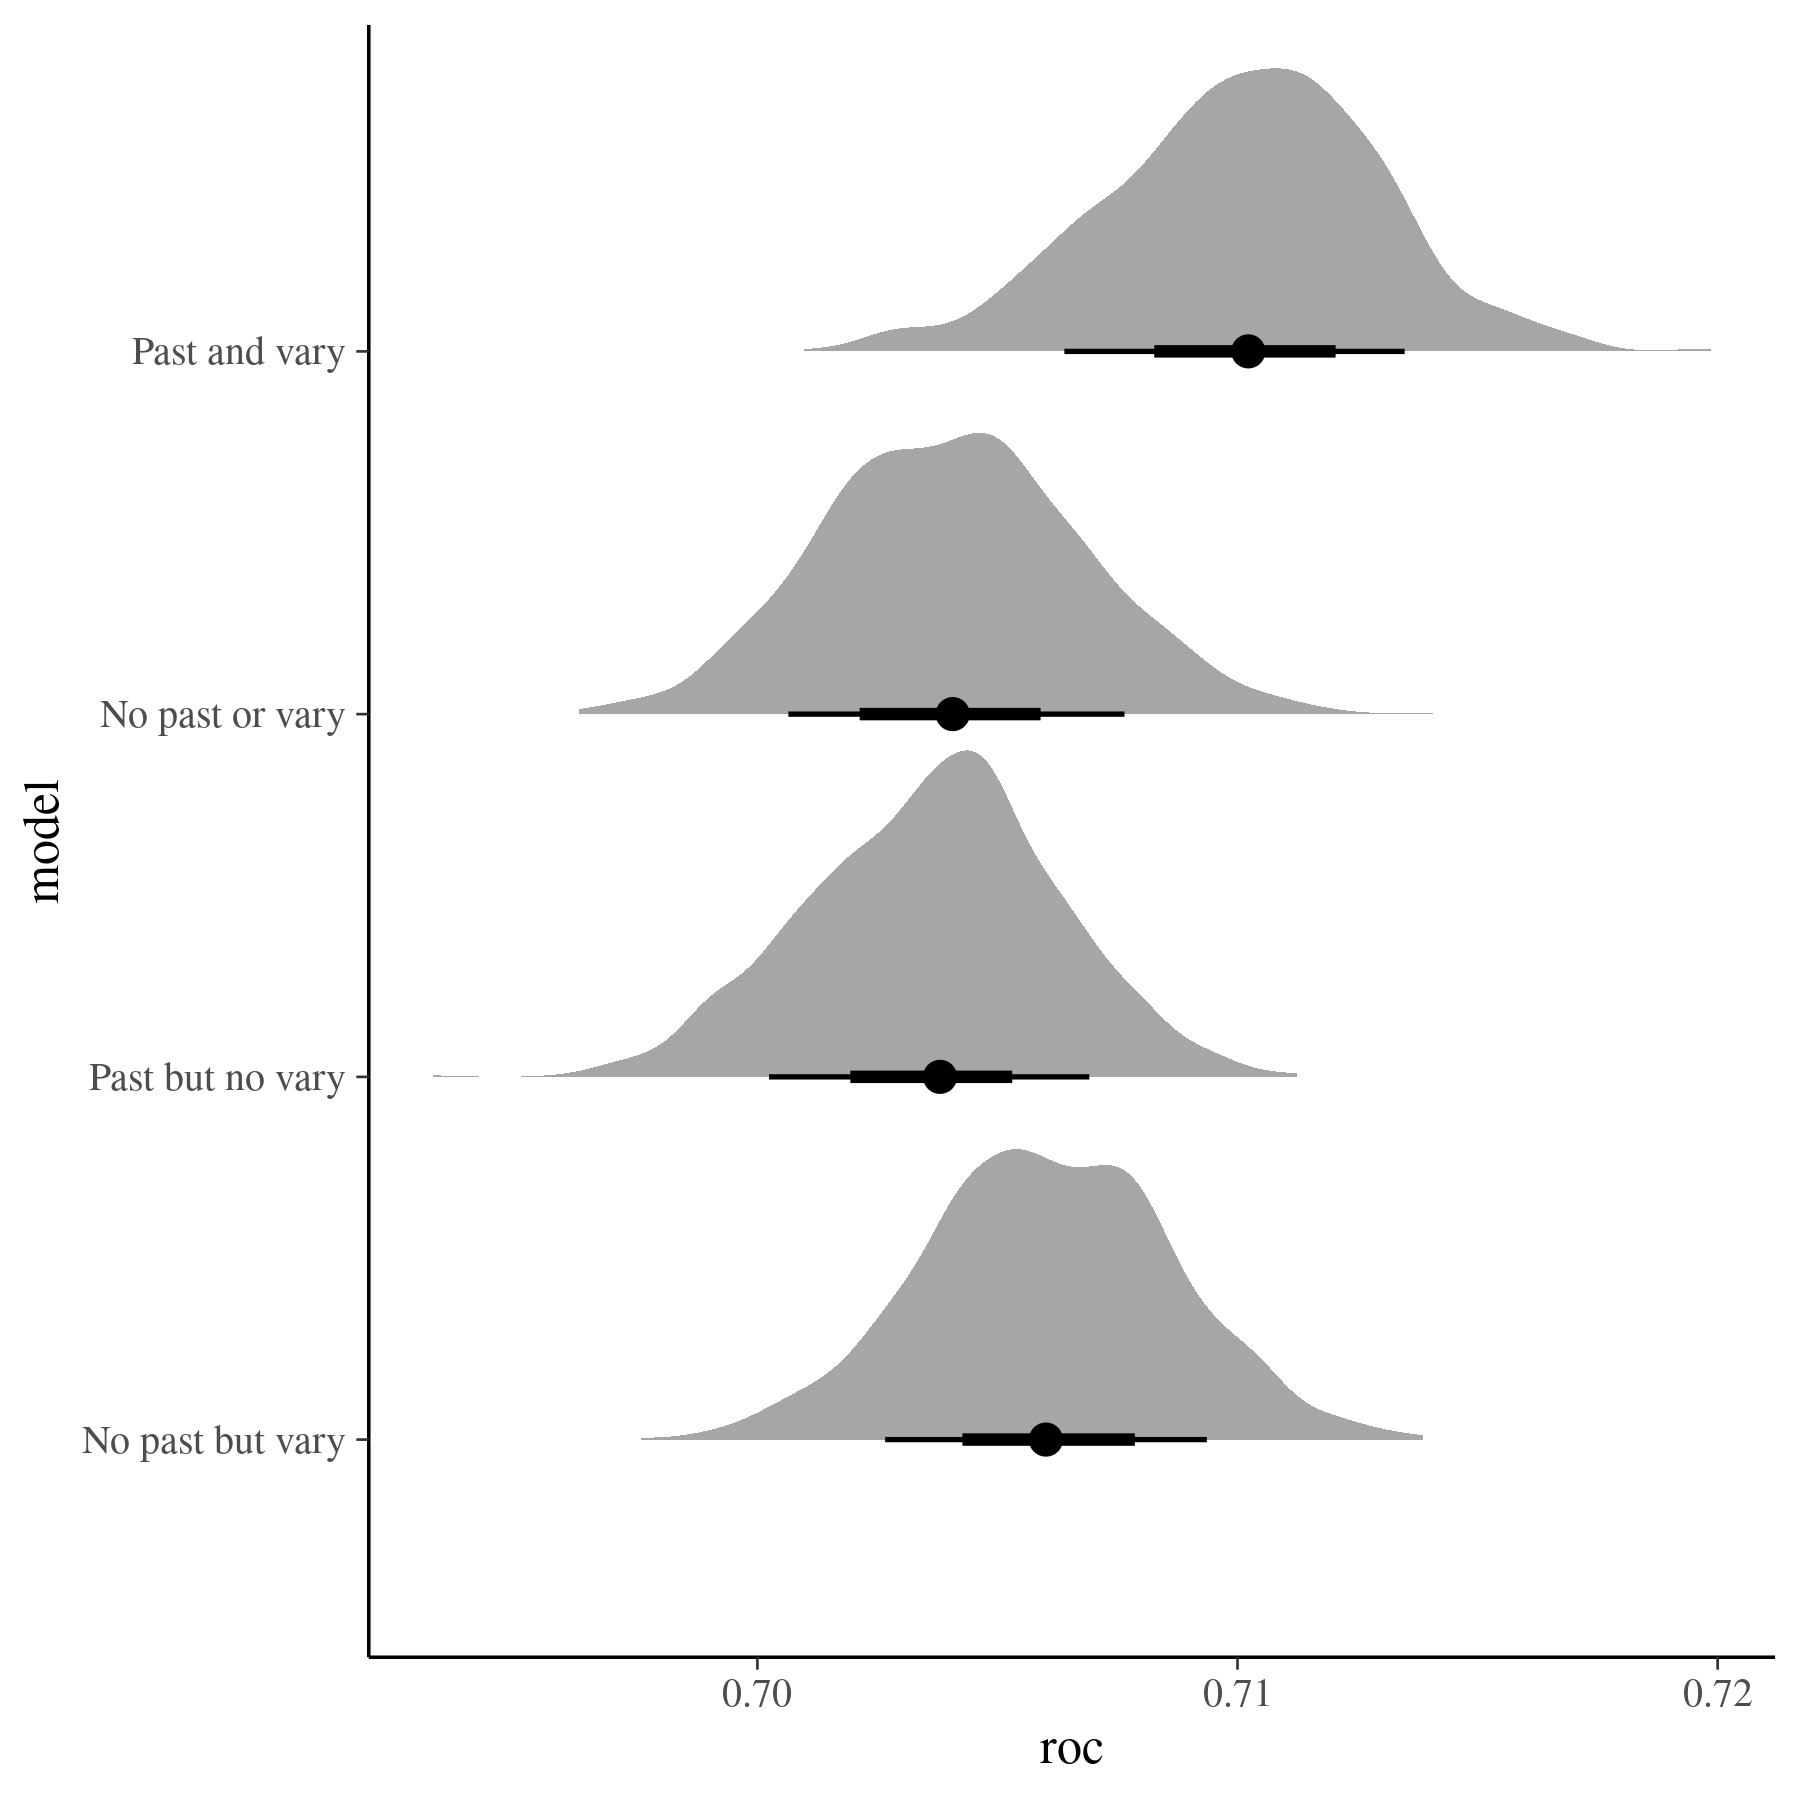 Past and vary
No past or vary
Past but no vary
No past but vary
model
0.70
0.71
0.72
roc